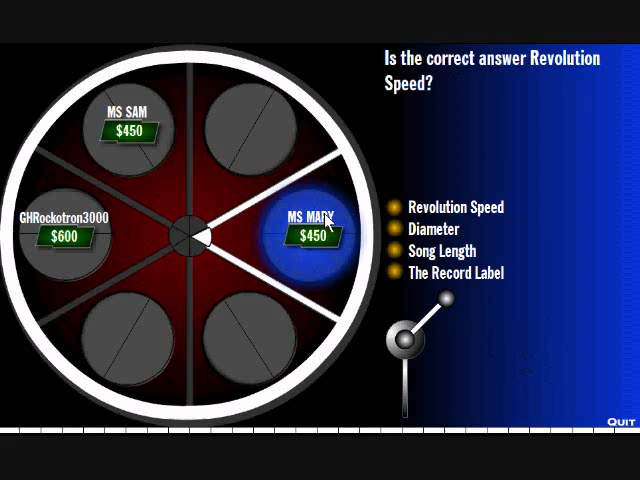 Is the correct answer Revolution
Speed?
MS SAM
$450
GHRockotron3000
$600
MS MARY
$450
Revolution Speed
Diameter
Song Length
The Record Label
QUIT